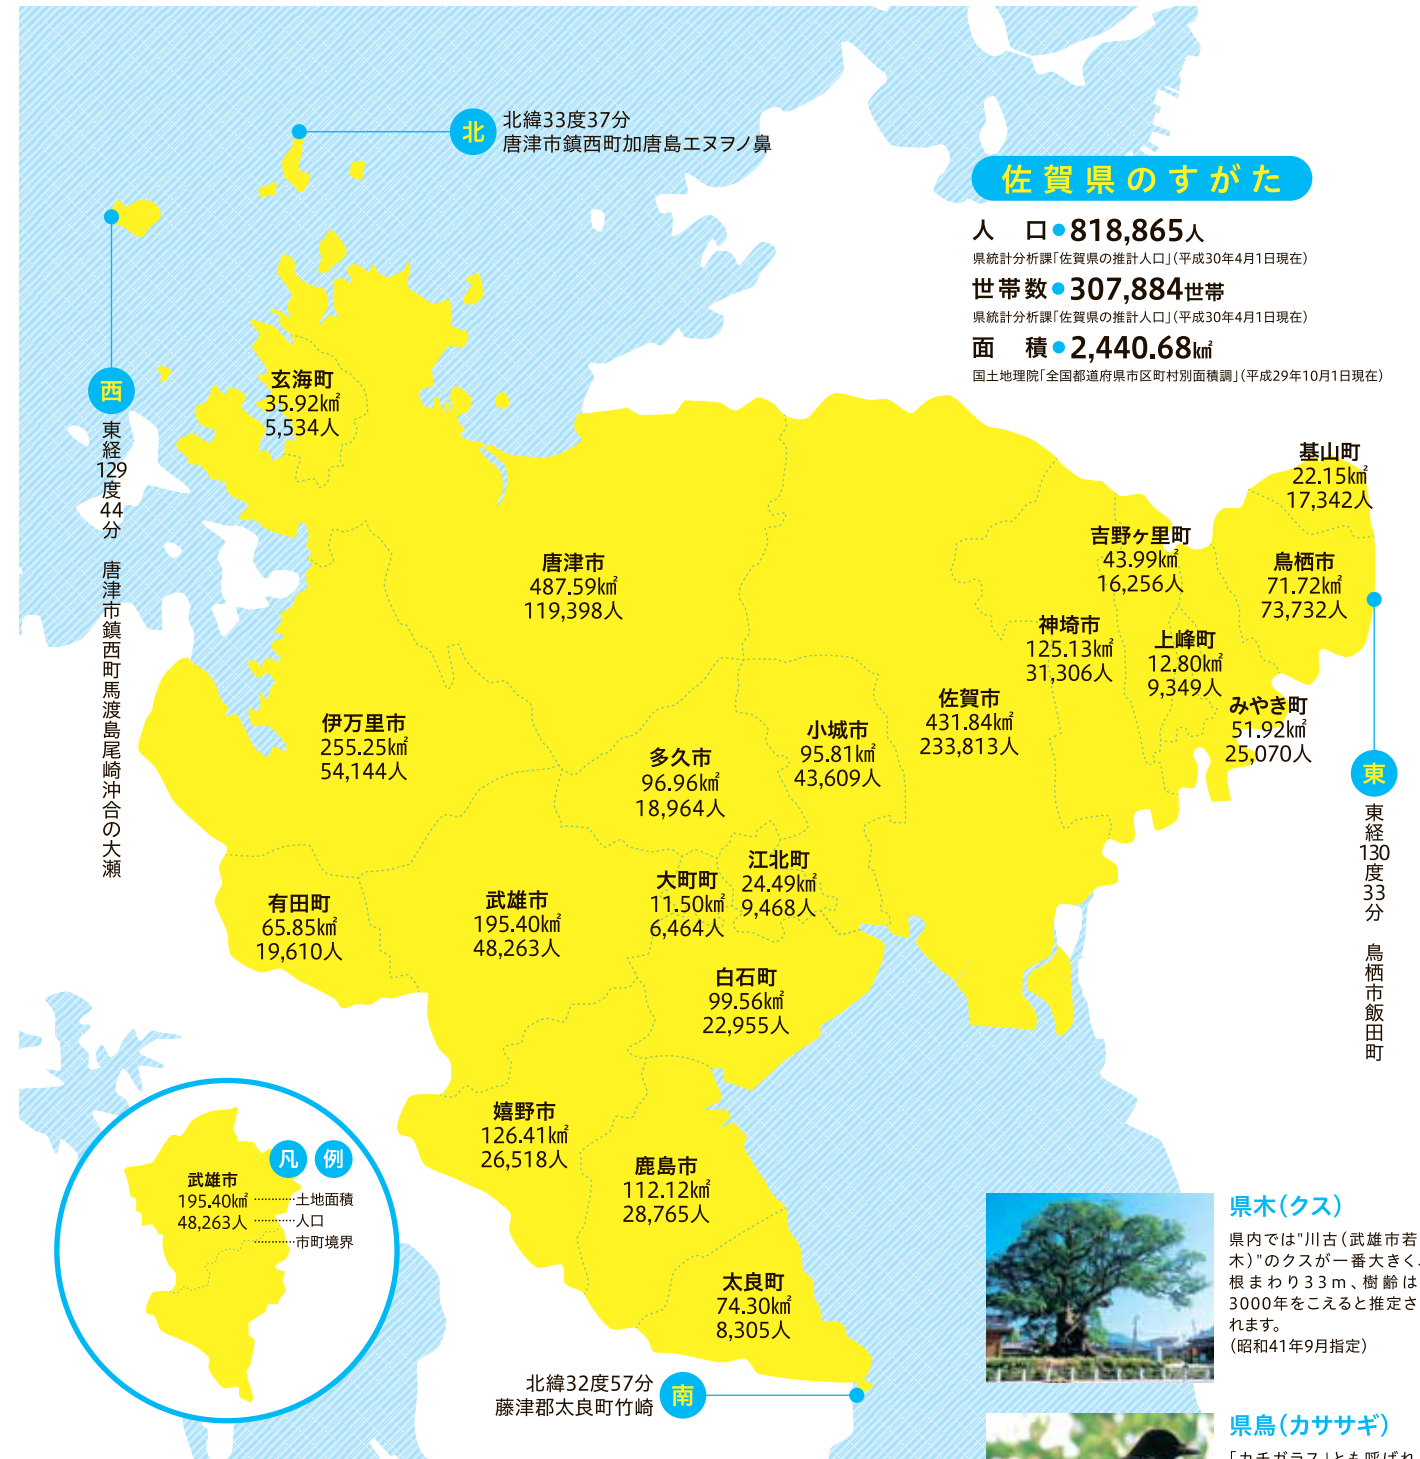 北
北緯33度37分
唐津市鎮西町加唐島エヌヲノ鼻
佐賀県のすがた
人　口●818,865人
県統計分析課「佐賀県の推計人口」(平成30年4月1日現在)
世帯数●307,884世帯
県統計分析課「佐賀県の推計人口」(平成30年4月1日現在)
面　積●2,440.68㎢
国土地理院「全国都道府県市区町村別面積調」(平成29年10月1日現在)
西
東経129度44分　唐津市鎮西町馬渡島尾崎沖合の大瀬
玄海町
35.92㎢
5,534人
基山町
22.15㎢
17,342人
吉野ヶ里町
43.99㎢
16,256人
鳥栖市
71.72㎢
73,732人
唐津市
487.59㎢
119,398人
神埼市
125.13㎢
31,306人
上峰町
12.80㎢
9,349人
みやき町
51.92㎢
25,070人
佐賀市
431.84㎢
233,813人
小城市
95.81㎢
43,609人
伊万里市
255.25㎢
54,144人
多久市
96.96㎢
18,964人
東
東経130度33分　鳥栖市飯田町
江北町
24.49㎢
9,468人
大町町
11.50㎢
6,464人
有田町
65.85㎢
19,610人
武雄市
195.40㎢
48,263人
白石町
99.56㎢
22,955人
嬉野市
126.41㎢
26,518人
鹿島市
112.12㎢
28,765人
太良町
74.30㎢
8,305人
北緯32度57分
藤津郡太良町竹崎
南
凡例
武雄市
195.40㎢…………土地面積
48,263人…………人口
…………市町境界
県木(クス)
県内では"川古(武雄市若
木)"のクスが一番大きく、
根まわり33m、樹齢は
3000年をこえると推定さ
れます。
(昭和41年9月指定)
県鳥(カササギ)
「カチガラス」とも呼ばれ